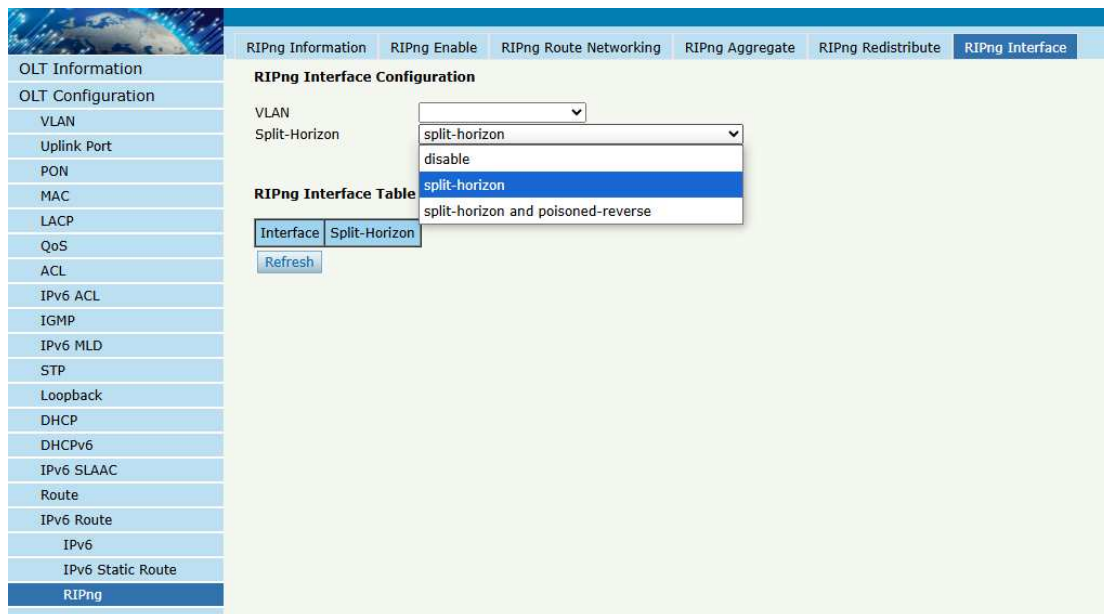 RIPng Information RIPng Enable RIPng Route Networking RIPng Aggregate RIPng Redistribute RIPng Interface
OLT Information
OLT Configuration
VLAN
Uplink Port
PON
MAC
LACP
QoS
ACL
IPv6 ACL
IGMP
IPv6 MLD
STP
Loopback
DHCP
DHCPv6
IPv6 SLAAC
Route
IPv6 Route
IPv6
IPv6 Static Route
RIPng
RIPng Interface Configuration
VLAN
Split-Horizon split-horizon
disable
split-horizon
split-horizon and poisoned-reverse
RIPng Interface Table
Interface Split-Horizon
Refresh